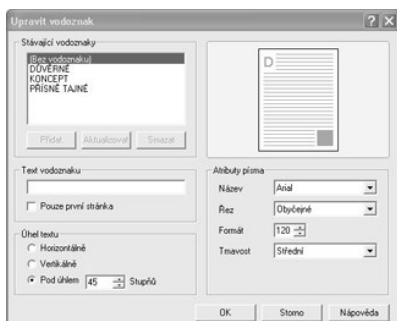 Upravit vodoznak
Stávající vodoznaky
(Bez vodoznaku)
DŮVĚRNÉ
KONCEPT
PŘÍSNĚ TAJNÉ
Přidat
Aktualizovat
Smazat
D
Text vodoznaku
Pouze první stránka
Úhel textu
Horizontálně
Vertikálně
Pod úhlem 45 Stupňů
Atributy písma
Název Arial
Řez Obyčejné
Formát 120
Tmavost Střední
OK Storno Nápověda